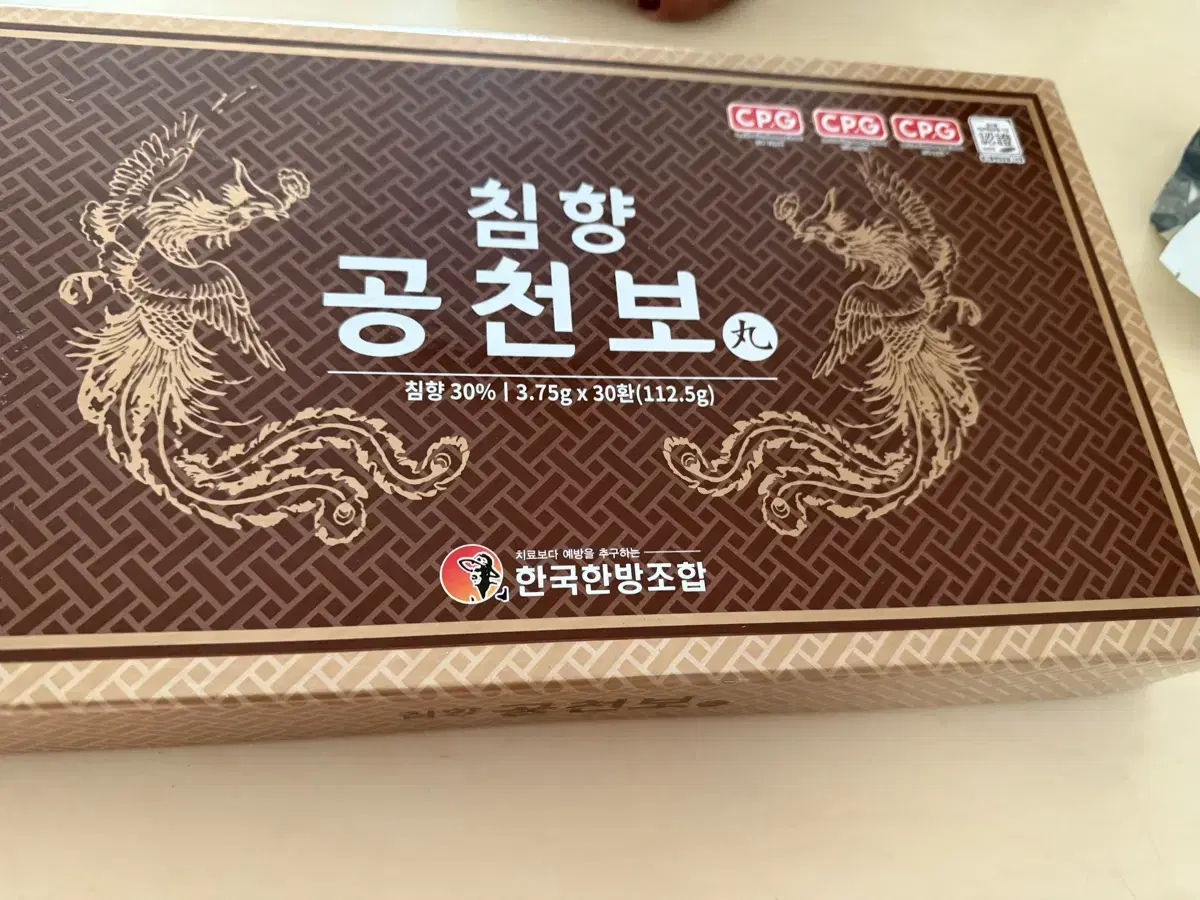 CPG CPG CPG
침향
공천보 丸
침향 30% | 3.75g x 30환(112.5g)
치료보다 예방을 추구하는
한국한방조합